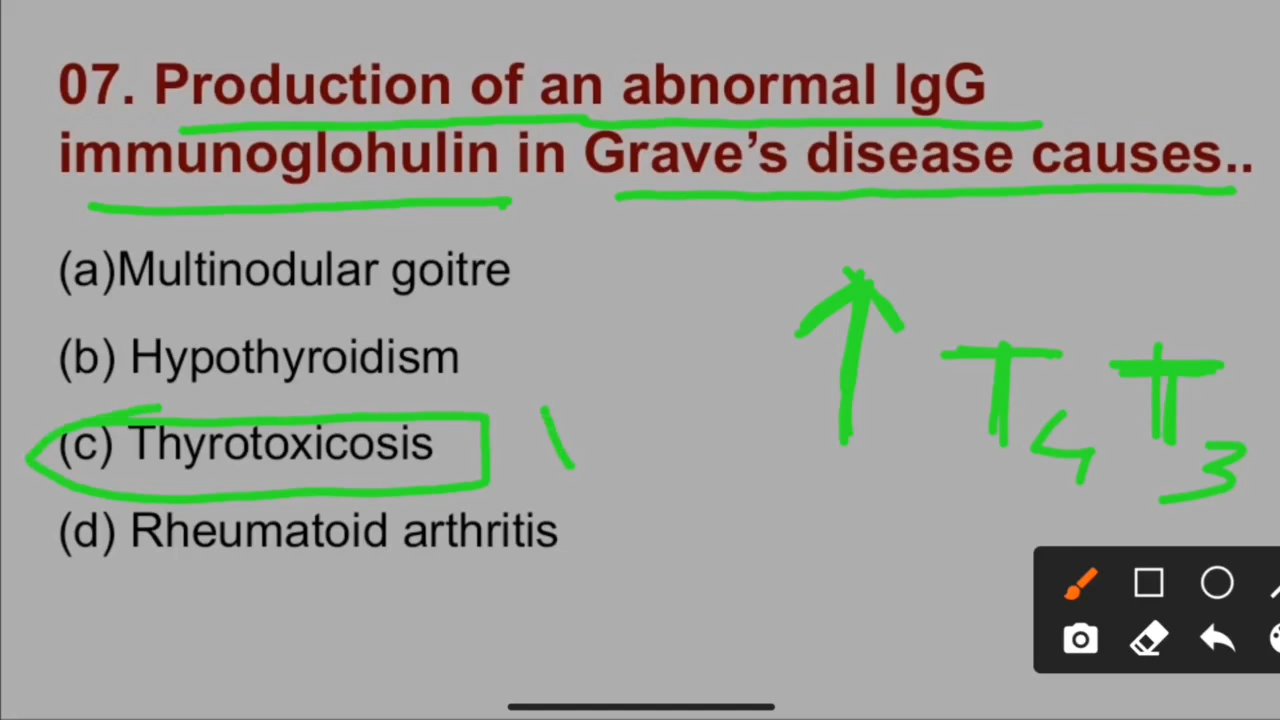 07. Production of an abnormal IgG
immunoglohulin in Grave's disease causes..
(a)Multinodular goitre
(b) Hypothyroidism
(c) Thyrotoxicosis
(d) Rheumatoid arthritis
↑ T4 T3